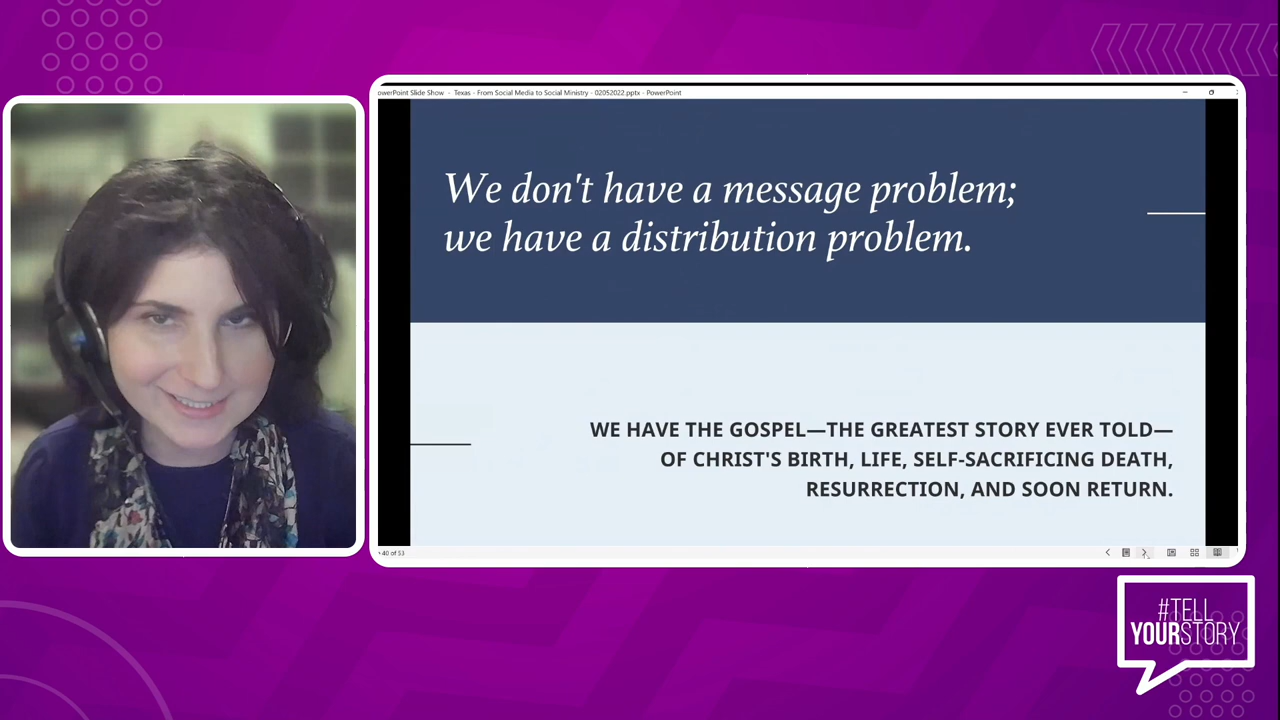 owerPoint Slide Show - Texas - From Social Media to Social Ministry - 02052022.pptx - PowerPoint
We don't have a message problem;
we have a distribution problem.
WE HAVE THE GOSPEL—THE GREATEST STORY EVER TOLD—
OF CHRIST'S BIRTH, LIFE, SELF-SACRIFICING DEATH,
RESURRECTION, AND SOON RETURN.
40 of 53
#TELL
YOURSTORY